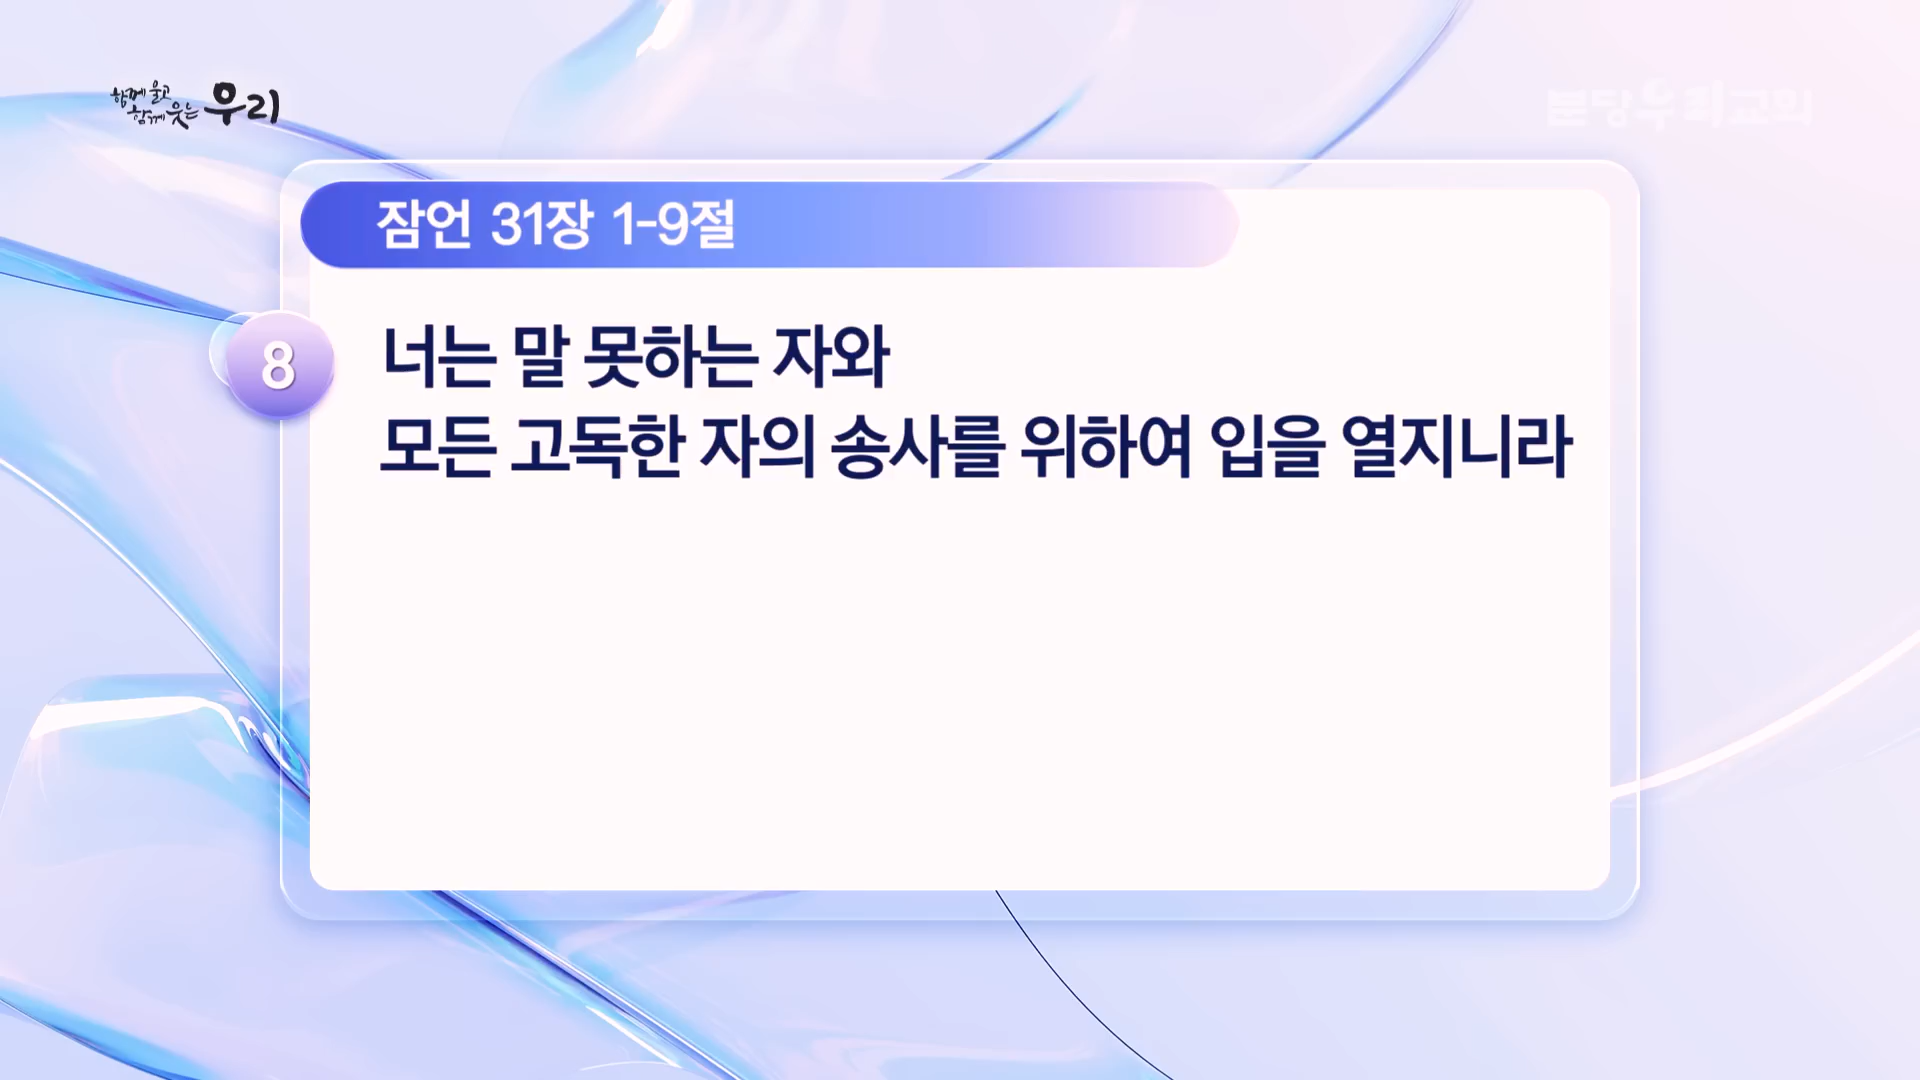 함께 울고
함께 웃는 우리
분당우리교회
잠언 31장 1-9절
8
너는 말 못하는 자와
모든 고독한 자의 송사를 위하여 입을 열지니라